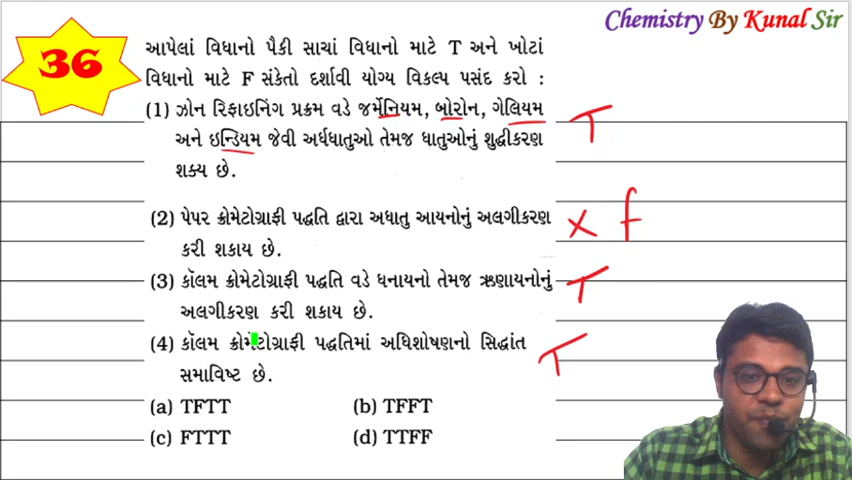 Chemistry By Kunal Sir
36
આપેલાં વિધાનો પૈકી સાચાં વિધાનો માટે T અને ખોટાં
વિધાનો માટે F સંકેતો દર્શાવી યોગ્ય વિકલ્પ પસંદ કરો :
(1) ઝોન રિફાઇનિંગ પ્રક્રમ વડે જર્મેનિયમ, બોરોન, ગેલિયમ
અને ઇન્ડિયમ જેવી અર્ધધાતુઓ તેમજ ધાતુઓનું શુદ્ધીકરણ
શક્ય છે.
T
(2) પેપર ક્રોમેટોગ્રાફી પદ્ધતિ દ્વારા અધાતુ આયનોનું અલગીકરણ
કરી શકાય છે.
x f
(3) કૉલમ ક્રોમેટોગ્રાફી પદ્ધતિ વડે ધનાયનો તેમજ ઋણાયનોનું
અલગીકરણ કરી શકાય છે.
T
(4) કૉલમ ક્રોમેટોગ્રાફી પદ્ધતિમાં અધિશોષણનો સિદ્ધાંત
સમાવિષ્ટ છે.
T
(a) TFTT (b) TFFT
(c) FTTT (d) TTFF